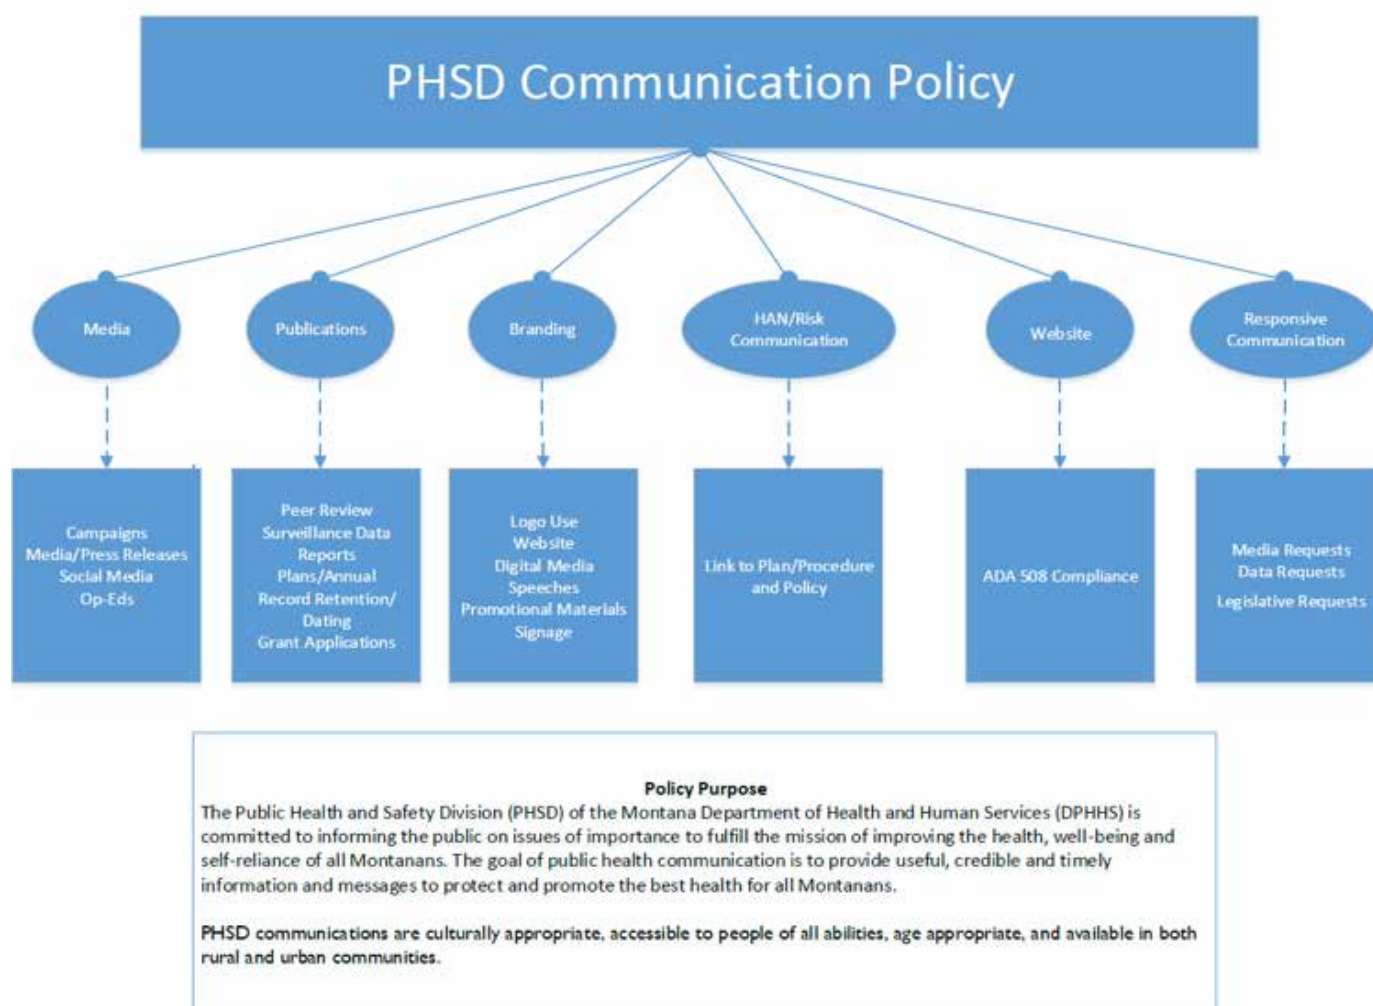 PHSD Communication Policy
Media
Publications
Branding
HAN/Risk
Communication
Website
Responsive
Communication
Campaigns
Media/Press Releases
Social Media
Op-Eds
Peer Review
Surveillance Data
Reports
Plans/Annual
Record Retention/
Dating
Grant Applications
Logo Use
Website
Digital Media
Speeches
Promotional Materials
Signage
Link to Plan/Procedure
and Policy
ADA 508 Compliance
Media Requests
Data Requests
Legislative Requests
Policy Purpose
The Public Health and Safety Division (PHSD) of the Montana Department of Health and Human Services (DPHHS) is
committed to informing the public on issues of importance to fulfill the mission of improving the health, well-being and
self-reliance of all Montanans. The goal of public health communication is to provide useful, credible and timely
information and messages to protect and promote the best health for all Montanans.
PHSD communications are culturally appropriate, accessible to people of all abilities, age appropriate, and available in both
rural and urban communities.